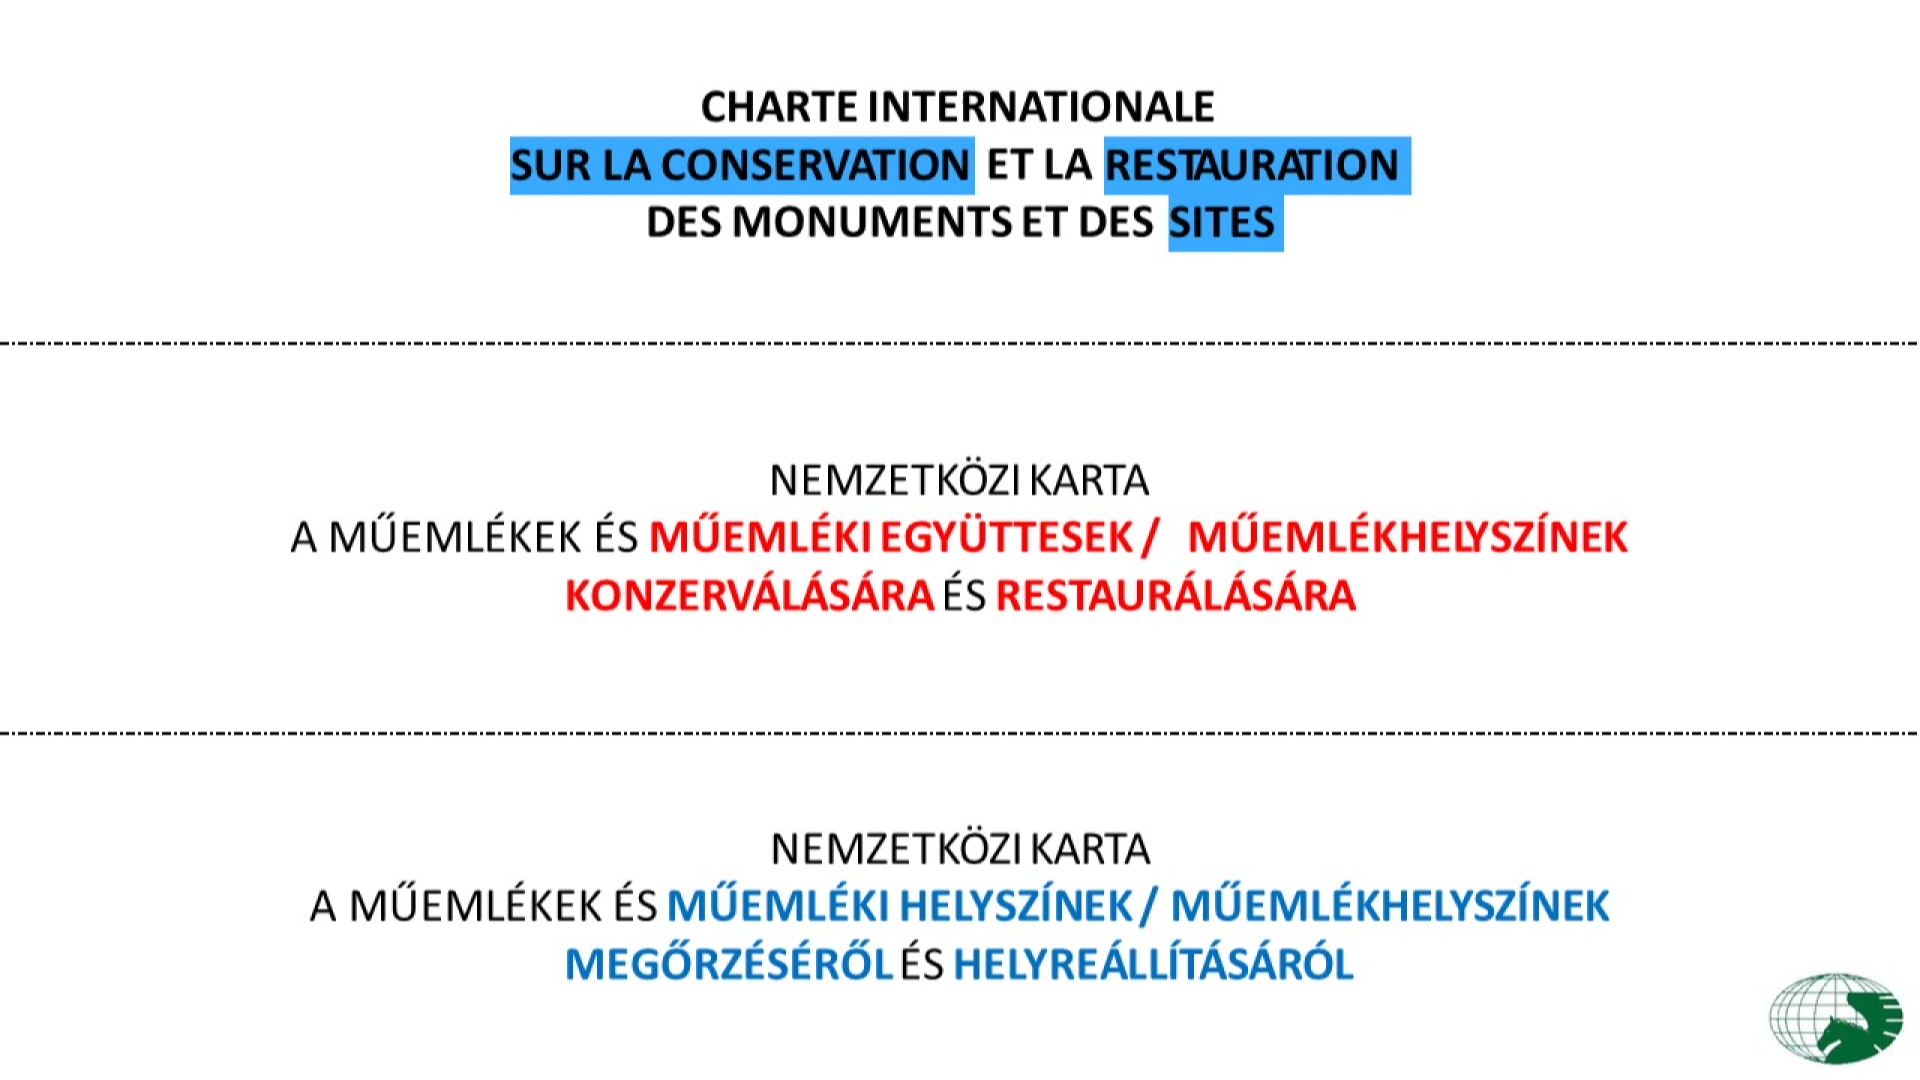 CHARTE INTERNATIONALE
SUR LA CONSERVATION ET LA RESTAURATION
DES MONUMENTS ET DES SITES
NEMZETKÖZI KARTA
A MŰEMLÉKEK ÉS MŰEMLÉKI EGYÜTTESEK / MŰEMLÉKHELYSZÍNEK
KONZERVÁLÁSÁRA ÉS RESTAURÁLÁSÁRA
NEMZETKÖZI KARTA
A MŰEMLÉKEK ÉS MŰEMLÉKI HELYSZÍNEK / MŰEMLÉKHELYSZÍNEK
MEGŐRZÉSÉRŐL ÉS HELYREÁLLÍTÁSÁRÓL